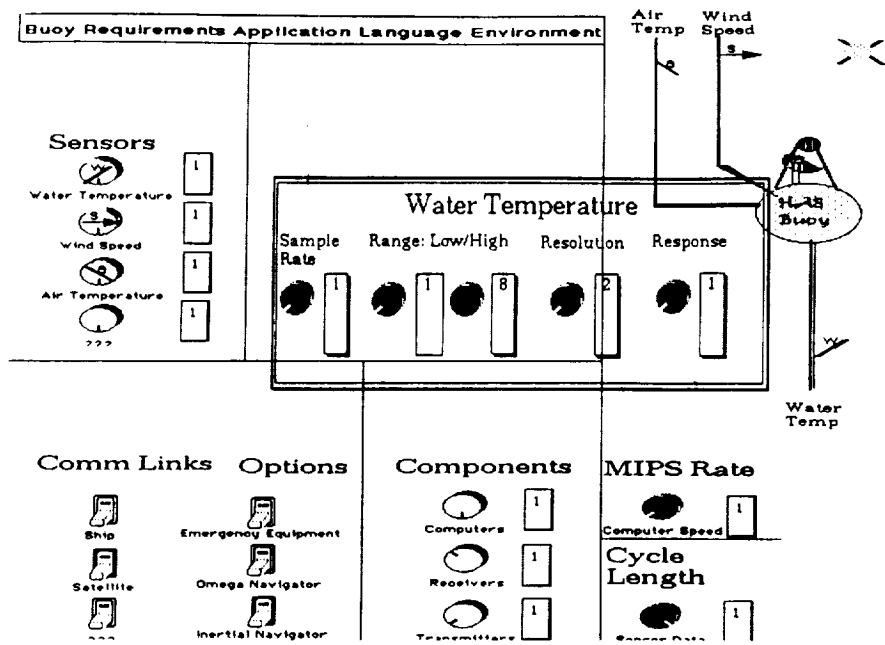 Buoy Requirements Application Language Environment
Air
Temp
Wind
Speed
S
Sensors
W
1
Water Temperature
S
1
Wind Speed
1
Air Temperature
1
???
Water Temperature
Sample
Rate
Range: Low/High
Resolution
Response
1
1
8
2
1
Buoy
W
Water
Temp
Comm Links
Options
Components
MIPS Rate
Ship
Emergency Equipment
Computers
1
Computer Speed
1
Satellite
Omega Navigator
Receivers
1
Cycle
Length
???
Inertial Navigator
Transmitters
1
Sensor Data
1